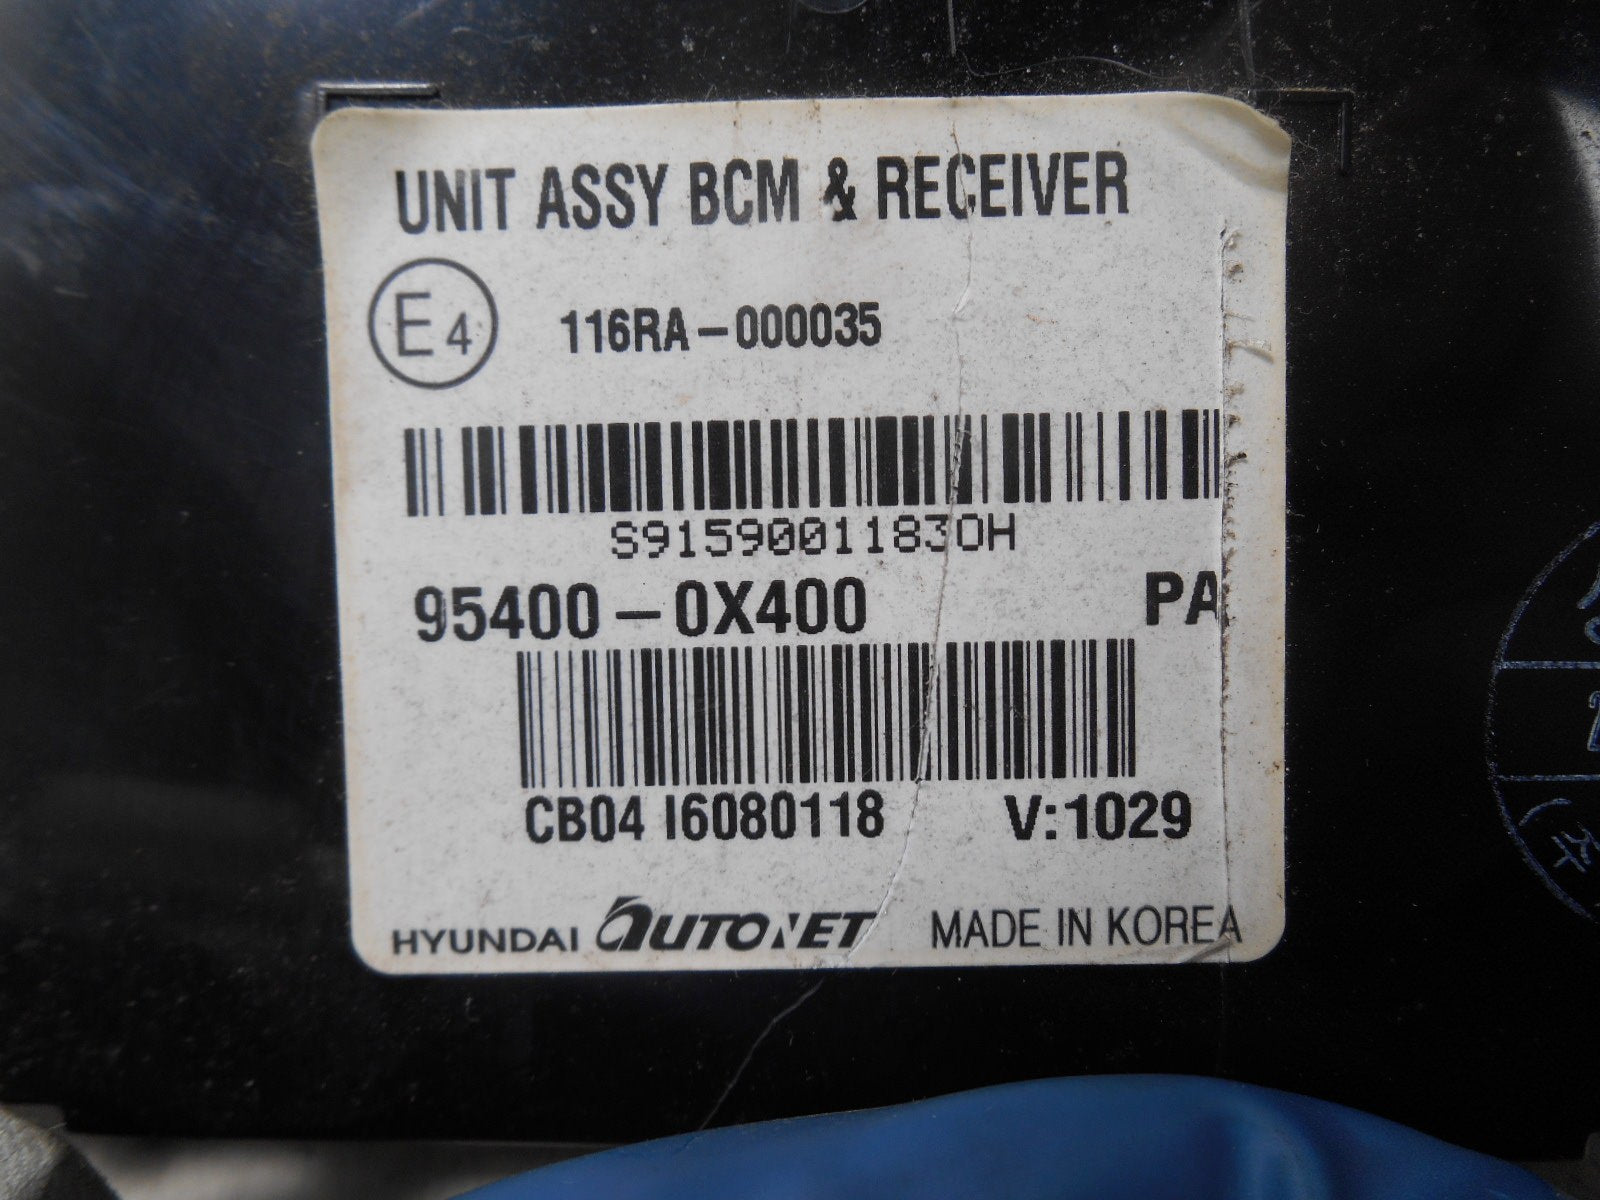 UNIT ASSY BCM & RECEIVER
E4
116RA-000035
S91590011830H
95400-0X400 PA
CB04 I6080118 V:1029
HYUNDAI AUTONET MADE IN KOREA